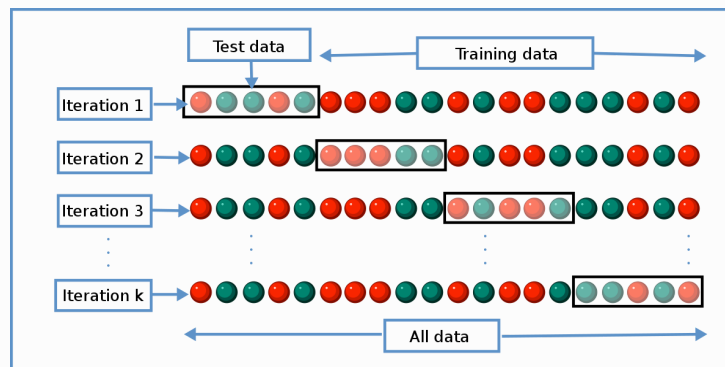 Test data
Training data
Iteration 1
Iteration 2
Iteration 3
Iteration k
All data